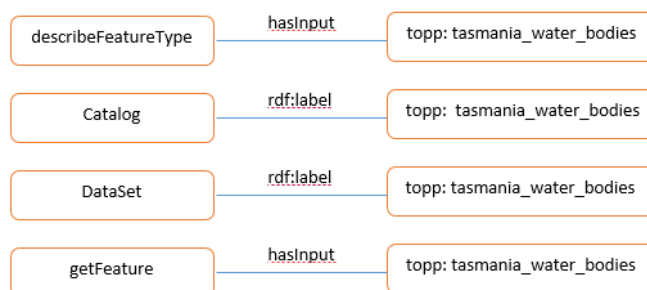 hasInput
describeFeatureType topp: tasmania_water_bodies
rdf:label
Catalog topp: tasmania_water_bodies
rdf:label
DataSet topp: tasmania_water_bodies
hasInput
getFeature topp: tasmania_water_bodies